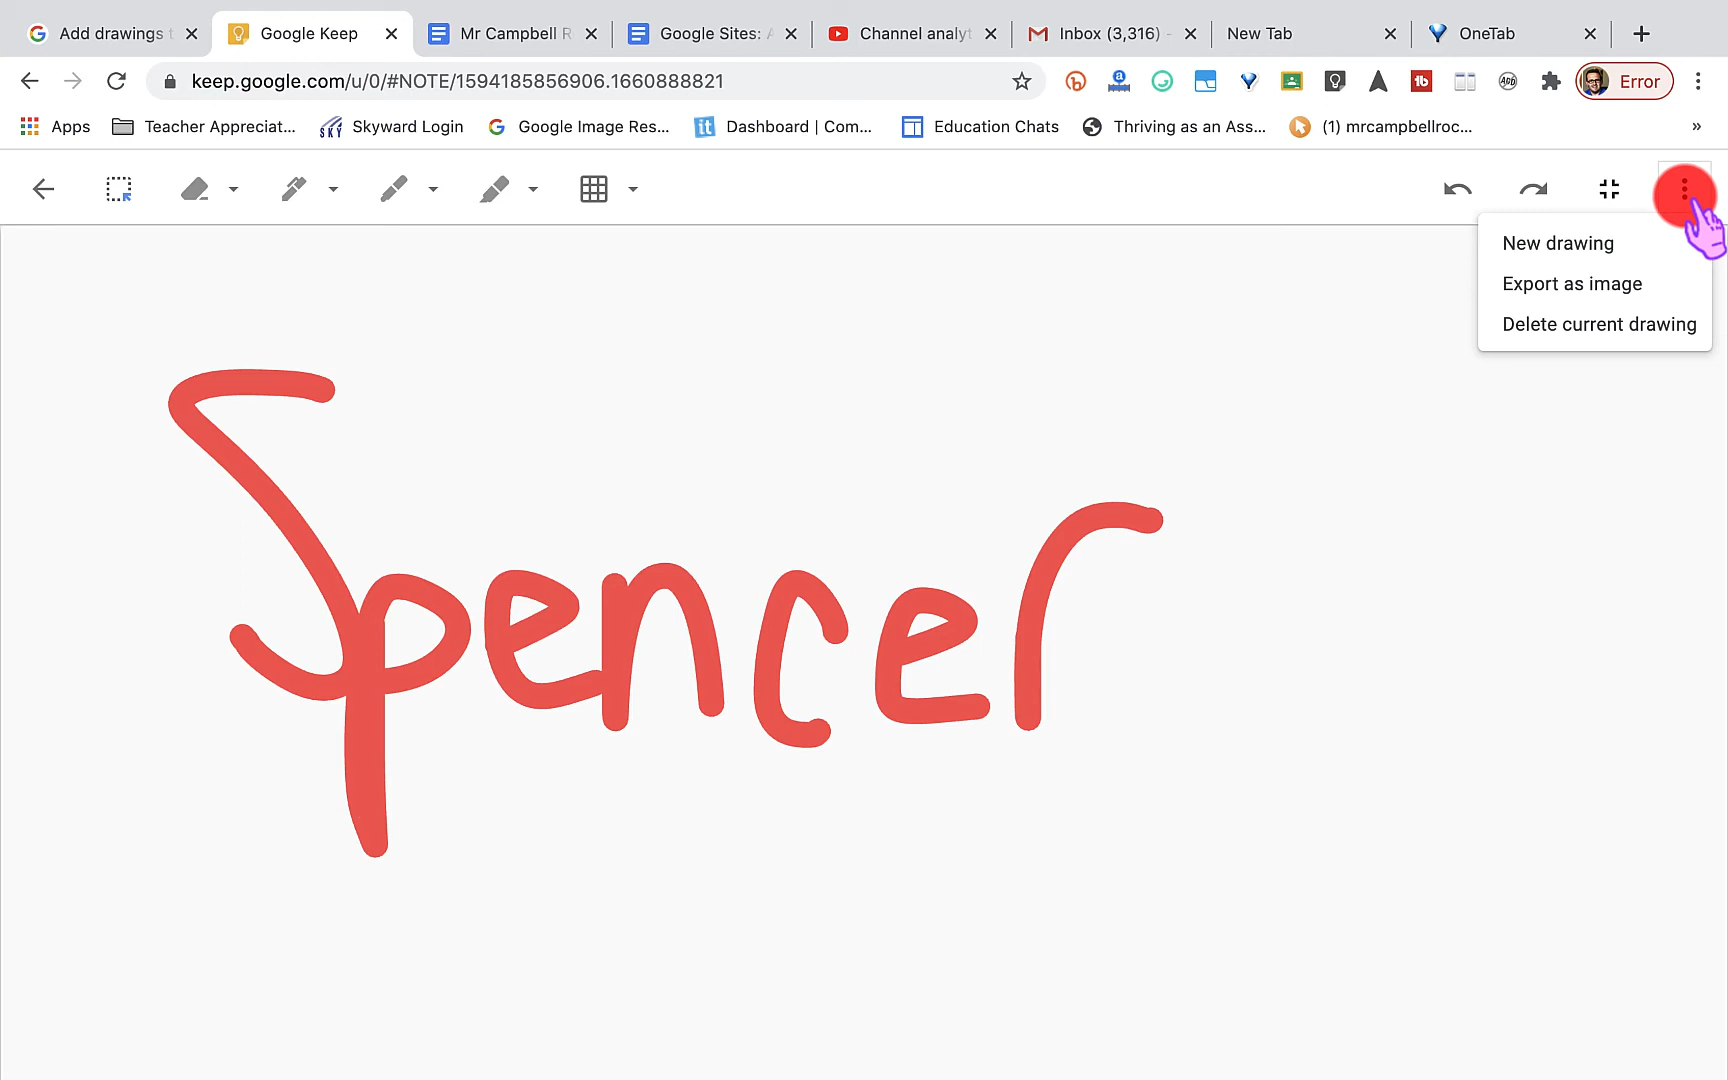 Add drawings t
Google Keep
Mr Campbell R
Google Sites: A
Channel analyt
Inbox (3,316) -
New Tab
OneTab
keep.google.com/u/0/#NOTE/1594185856906.1660888821
Error
Apps
Teacher Appreciat...
Skyward Login
Google Image Res...
Dashboard | Com...
Education Chats
Thriving as an Ass...
(1) mrcampbellroc...
»
New drawing
Export as image
Delete current drawing
Spencer